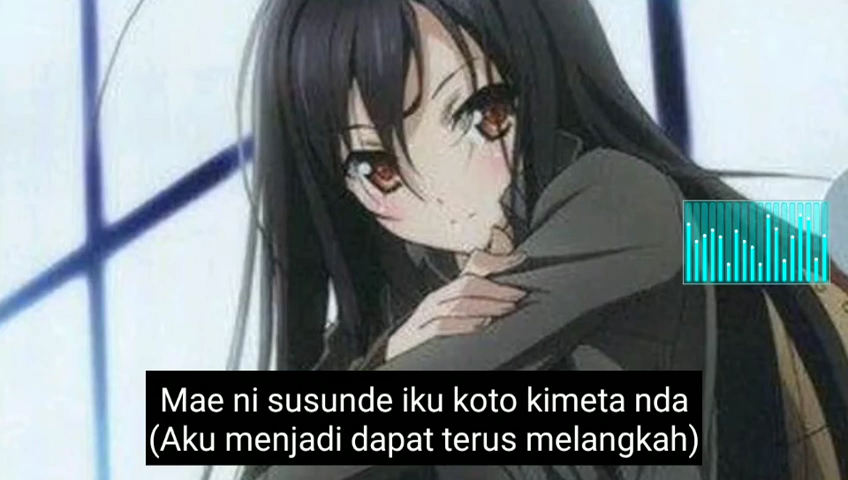 Mae ni susunde iku koto kimeta nda
(Aku menjadi dapat terus melangkah)